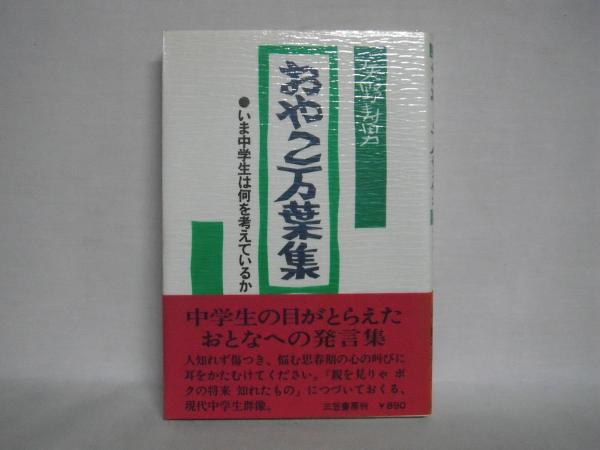 矢野壽男
おやこ万葉集
●いま中学生は何を考えているか
中学生の目がとらえた
おとなへの発言集
人知れず傷つき、悩む思春期の心の叫びに
耳をかたむけてください。「親を見りゃ ボ
クの将来 知れたもの」につづいておくる、
現代中学生群像。
三笠書房刊 ￥890